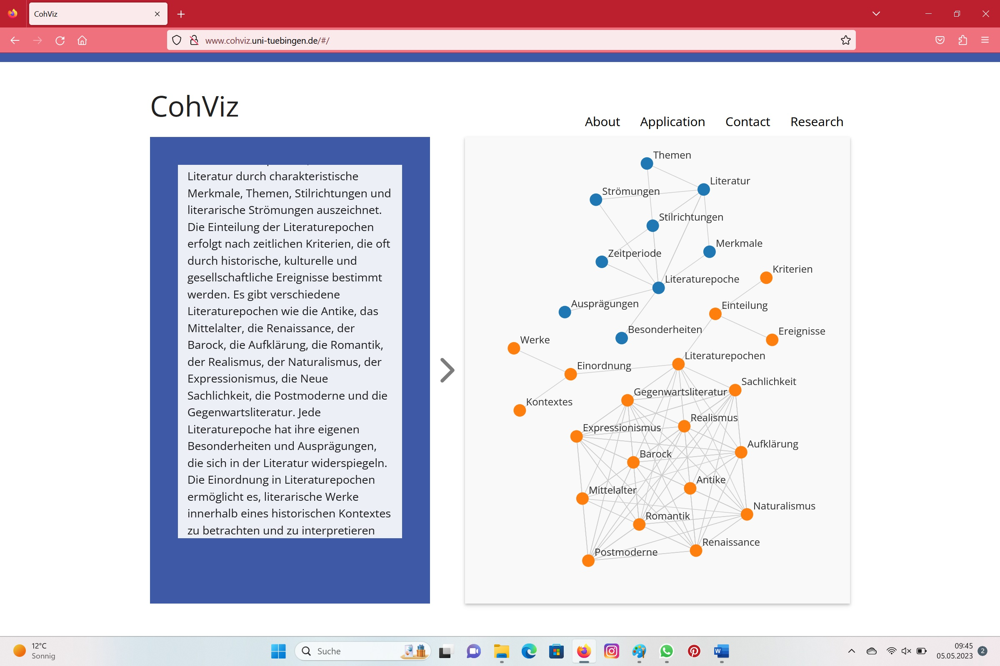 CohViz
www.cohviz.uni-tuebingen.de/#/
CohViz
About Application Contact Research
Literatur durch charakteristische
Merkmale, Themen, Stilrichtungen und
literarische Strömungen auszeichnet.
Die Einteilung der Literaturepochen
erfolgt nach zeitlichen Kriterien, die oft
durch historische, kulturelle und
gesellschaftliche Ereignisse bestimmt
werden. Es gibt verschiedene
Literaturepochen wie die Antike, das
Mittelalter, die Renaissance, der
Barock, die Aufklärung, die Romantik,
der Realismus, der Naturalismus, der
Expressionismus, die Neue
Sachlichkeit, die Postmoderne und die
Gegenwartsliteratur. Jede
Literaturepoche hat ihre eigenen
Besonderheiten und Ausprägungen,
die sich in der Literatur widerspiegeln.
Die Einordnung in Literaturepochen
ermöglicht es, literarische Werke
innerhalb eines historischen Kontextes
zu betrachten und zu interpretieren
Themen
Literatur
Strömungen
Stilrichtungen
Merkmale
Zeitperiode
Kriterien
Literaturepoche
Ausprägungen
Einteilung
Besonderheiten
Ereignisse
Werke
Literaturepochen
Einordnung
Sachlichkeit
Gegenwartsliteratur
Kontextes
Realismus
Expressionismus
Aufklärung
Barock
Antike
Mittelalter
Naturalismus
Romantik
Renaissance
Postmoderne
12°C
Sonnig
Suche
W
09:45
05.05.2023
2